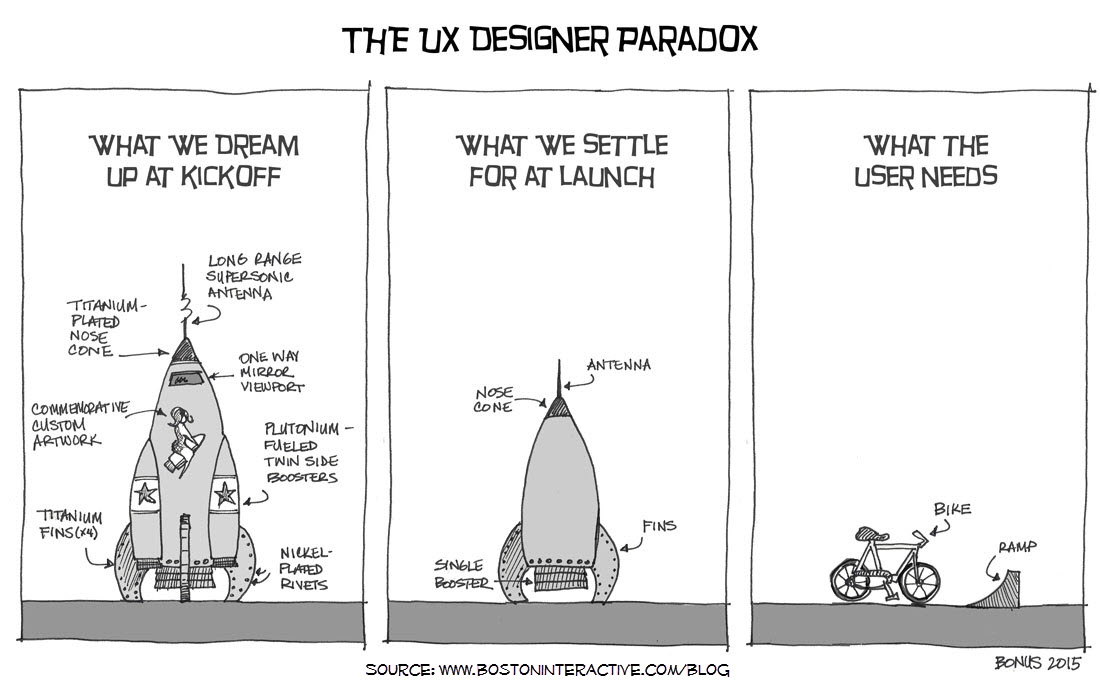 THE UX DESIGNER PARADOX
WHAT WE DREAM
UP AT KICKOFF
LONG RANGE
SUPERSONIC
ANTENNA
TITANIUM-
PLATED
NOSE
CONE
ONE WAY
MIRROR
VIEWPORT
COMMEMORATIVE
CUSTOM
ARTWORK
PLUTONIUM-
FUELED
TWIN SIDE
BOOSTERS
TITANIUM
FINS (x4)
NICKEL-
PLATED
RIVETS
WHAT WE SETTLE
FOR AT LAUNCH
ANTENNA
NOSE
CONE
FINS
SINGLE
BOOSTER
WHAT THE
USER NEEDS
BIKE
RAMP
BONUS 2015
SOURCE: WWW.BOSTONINTERACTIVE.COM/BLOG